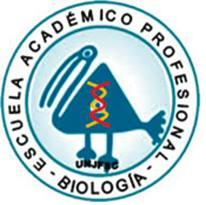 - ESCUELA ACADÉMICO PROFESIONAL -
BIOLOGÍA
UNJFSC